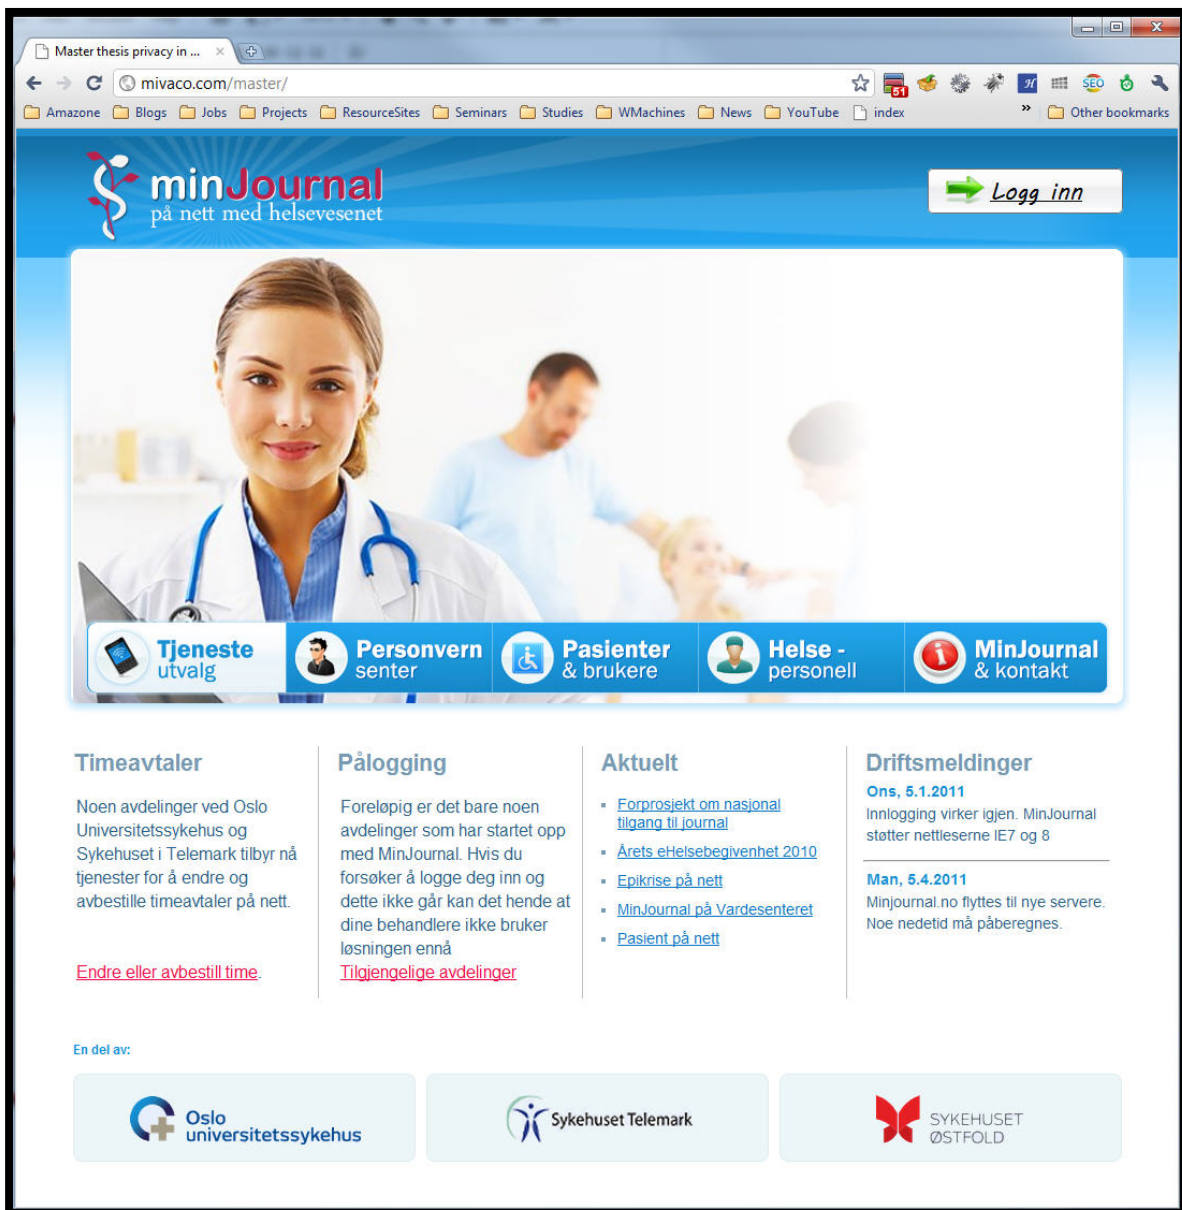 Master thesis privacy in ...
mivaco.com/master/
51
H
SEO
Amazone Blogs Jobs Projects ResourceSites Seminars Studies WMachines News YouTube index » Other bookmarks
minJournal
på nett med helsevesenet
Logg inn
Tjeneste
utvalg
Personvern
senter
Pasienter
& brukere
Helse -
personell
MinJournal
& kontakt
Timeavtaler
Noen avdelinger ved Oslo
Universitetssykehus og
Sykehuset i Telemark tilbyr nå
tjenester for å endre og
avbestille timeavtaler på nett.
Endre eller avbestill time.
Pålogging
Foreløpig er det bare noen
avdelinger som har startet opp
med MinJournal. Hvis du
forsøker å logge deg inn og
dette ikke går kan det hende at
dine behandlere ikke bruker
løsningen ennå
Tilgjengelige avdelinger
Aktuelt
Forprosjekt om nasjonal
tilgang til journal
Årets eHelsebegivenhet 2010
Epikrise på nett
MinJournal på Vardesenteret
Pasient på nett
Driftsmeldinger
Ons, 5.1.2011
Innlogging virker igjen. MinJournal
støtter nettleserne IE7 og 8
Man, 5.4.2011
Minjournal.no flyttes til nye servere.
Noe nedetid må påberegnes.
En del av:
Oslo
universitetssykehus
Sykehuset Telemark
SYKEHUSET
ØSTFOLD